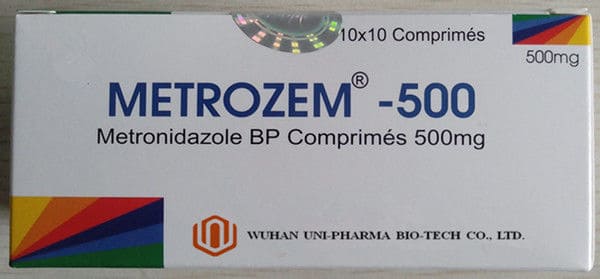 10x10 Comprimés
500mg
METROZEM® -500
Metronidazole BP Comprimés 500mg
WUHAN UNI-PHARMA BIO-TECH CO., LTD.